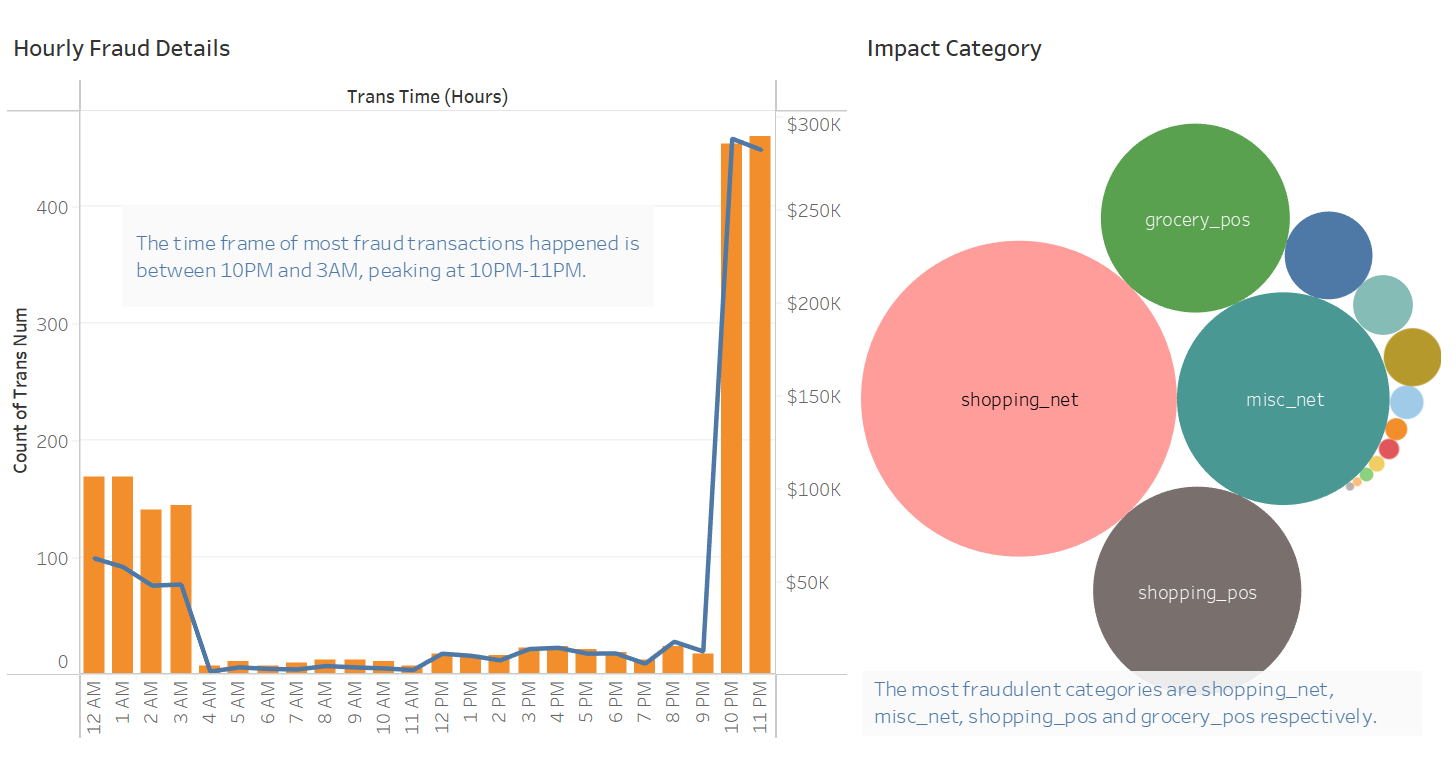 Hourly Fraud Details
Impact Category
Trans Time (Hours)
Count of Trans Num
400
300
200
100
0
$300K
$250K
$200K
$150K
$100K
$50K
The time frame of most fraud transactions happened is
between 10PM and 3AM, peaking at 10PM-11PM.
12 AM
1 AM
2 AM
3 AM
4 AM
5 AM
6 AM
7 AM
8 AM
9 AM
10 AM
11 AM
12 PM
1 PM
2 PM
3 PM
4 PM
5 PM
6 PM
7 PM
8 PM
9 PM
10 PM
11 PM
grocery_pos
shopping_net
misc_net
shopping_pos
The most fraudulent categories are shopping_net,
misc_net, shopping_pos and grocery_pos respectively.